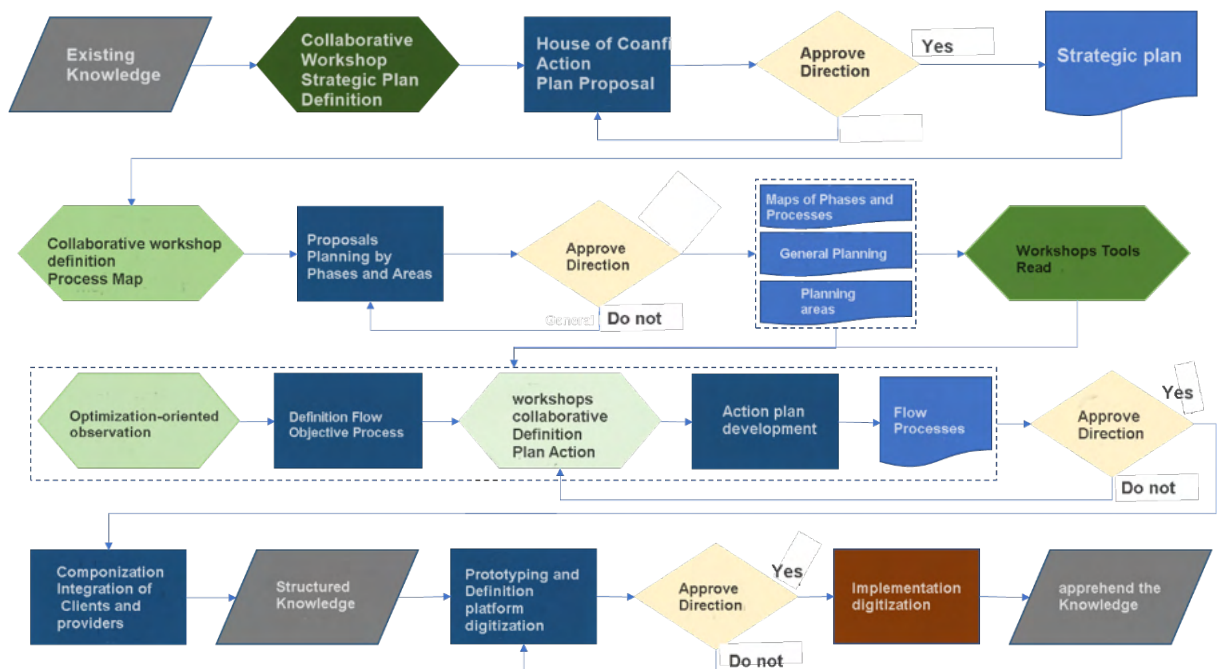 Existing
Knowledge
Collaborative
Workshop
Strategic Plan
Definition
House of Coanfi
Action
Plan Proposal
Approve
Direction
Yes
Strategic plan
Collaborative workshop
definition
Process Map
Proposals
Planning by
Phases and Areas
General
Approve
Direction
Do not
Maps of Phases and
Processes
General Planning
Planning
areas
Workshops Tools
Read
Optimization-oriented
observation
Definition Flow
Objective Process
workshops
collaborative
Definition
Plan Action
Action plan
development
Flow
Processes
Approve
Direction
Yes
Do not
Componization
Integration of
Clients and
providers
Structured
Knowledge
Prototyping and
Definition
platform
digitization
Approve
Direction
Yes
Do not
Implementation
digitization
apprehend the
Knowledge